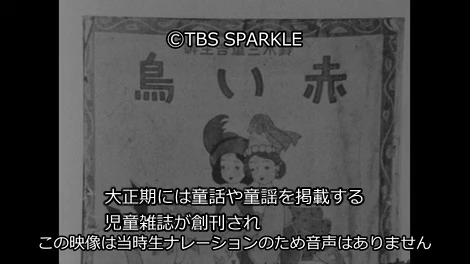 ©TBS SPARKLE
鳥い赤
大正期には童話や童謡を掲載する
児童雑誌が創刊され
この映像は当時生ナレーションのため音声はありません